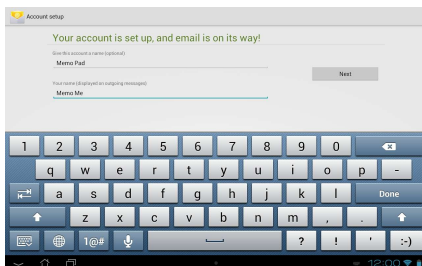 Account setup
Your account is set up, and email is on its way!
Give this account a name (optional)
Memo Pad
Next
Your name (displayed on outgoing messages)
Memo Me
1 2 3 4 5 6 7 8 9 0
q w e r t y u i o p -
a s d f g h j k l Done
z x c v b n m , .
1@# ? ! ' :-)
12:00